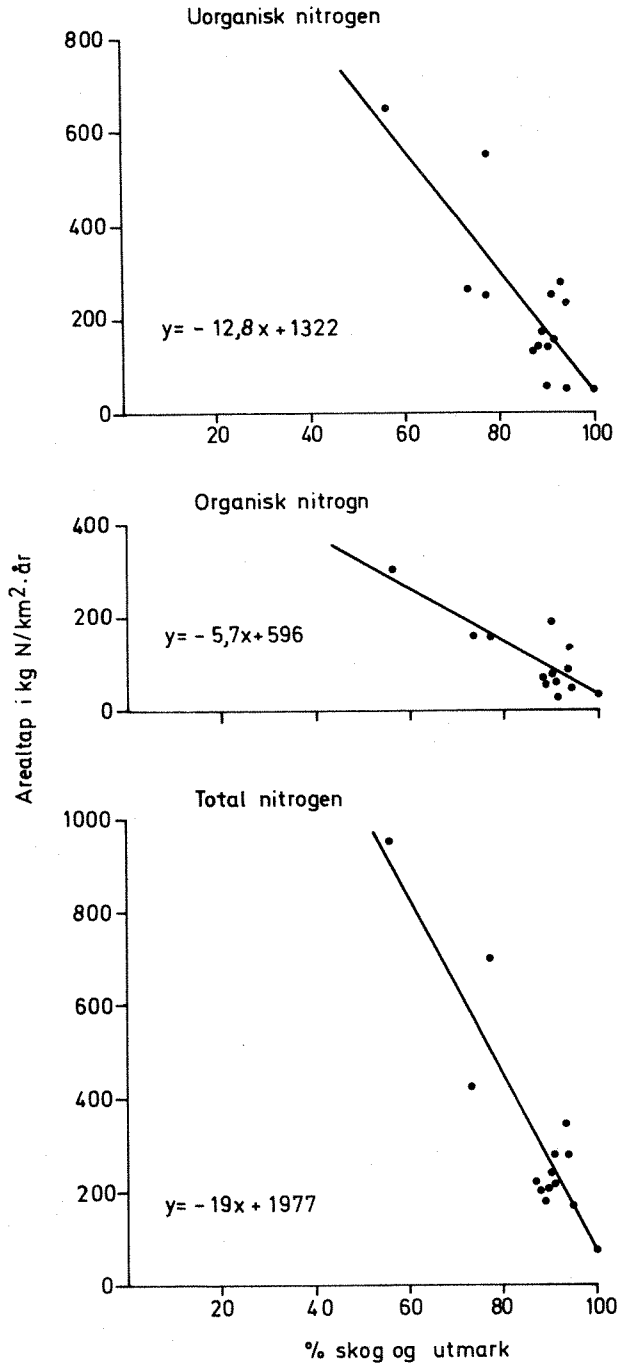 Uorganisk nitrogen
800
600
400
200
0
y= - 12,8x + 1322
20 40 60 80 100
Organisk nitrogn
400
200
0
y= - 5,7x+596
Arealtap i kg N/km².år
Total nitrogen
1000
800
600
400
200
0
y= -19x + 1977
20 40 60 80 100
% skog og utmark